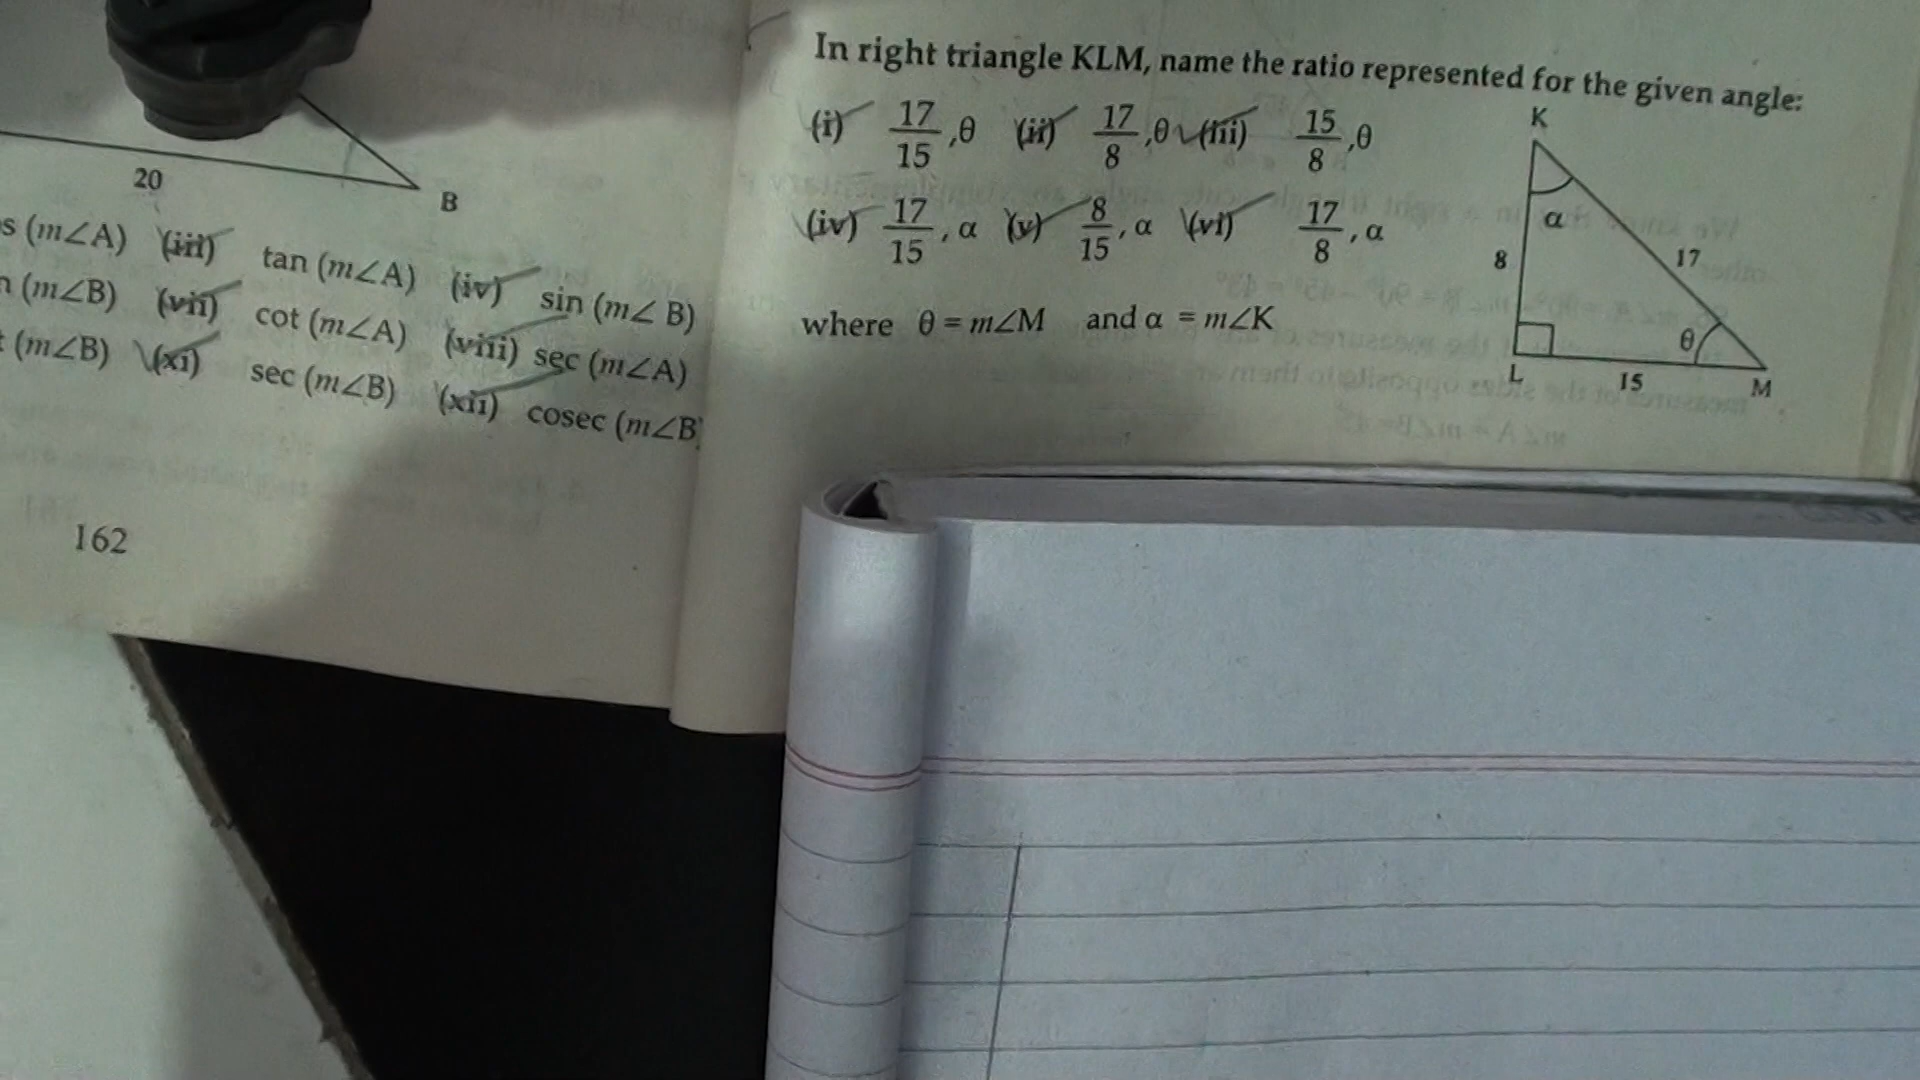 20
B
s (m∠A) (iii) tan (m∠A) (iv) sin (m∠ B)
(m∠B) (vii) cot (m∠A) (viii) sec (m∠A)
(m∠B) (xi) sec (m∠B) (xii) cosec (m∠B
162
In right triangle KLM, name the ratio represented for the given angle:
(i) 17/15 ,θ (ii) 17/8 ,θ (iii) 15/8 ,θ
(iv) 17/15 , α (v) 8/15 , α (vi) 17/8 , α
where θ = m∠M and α = m∠K
K
α
8
17
θ
L
15
M